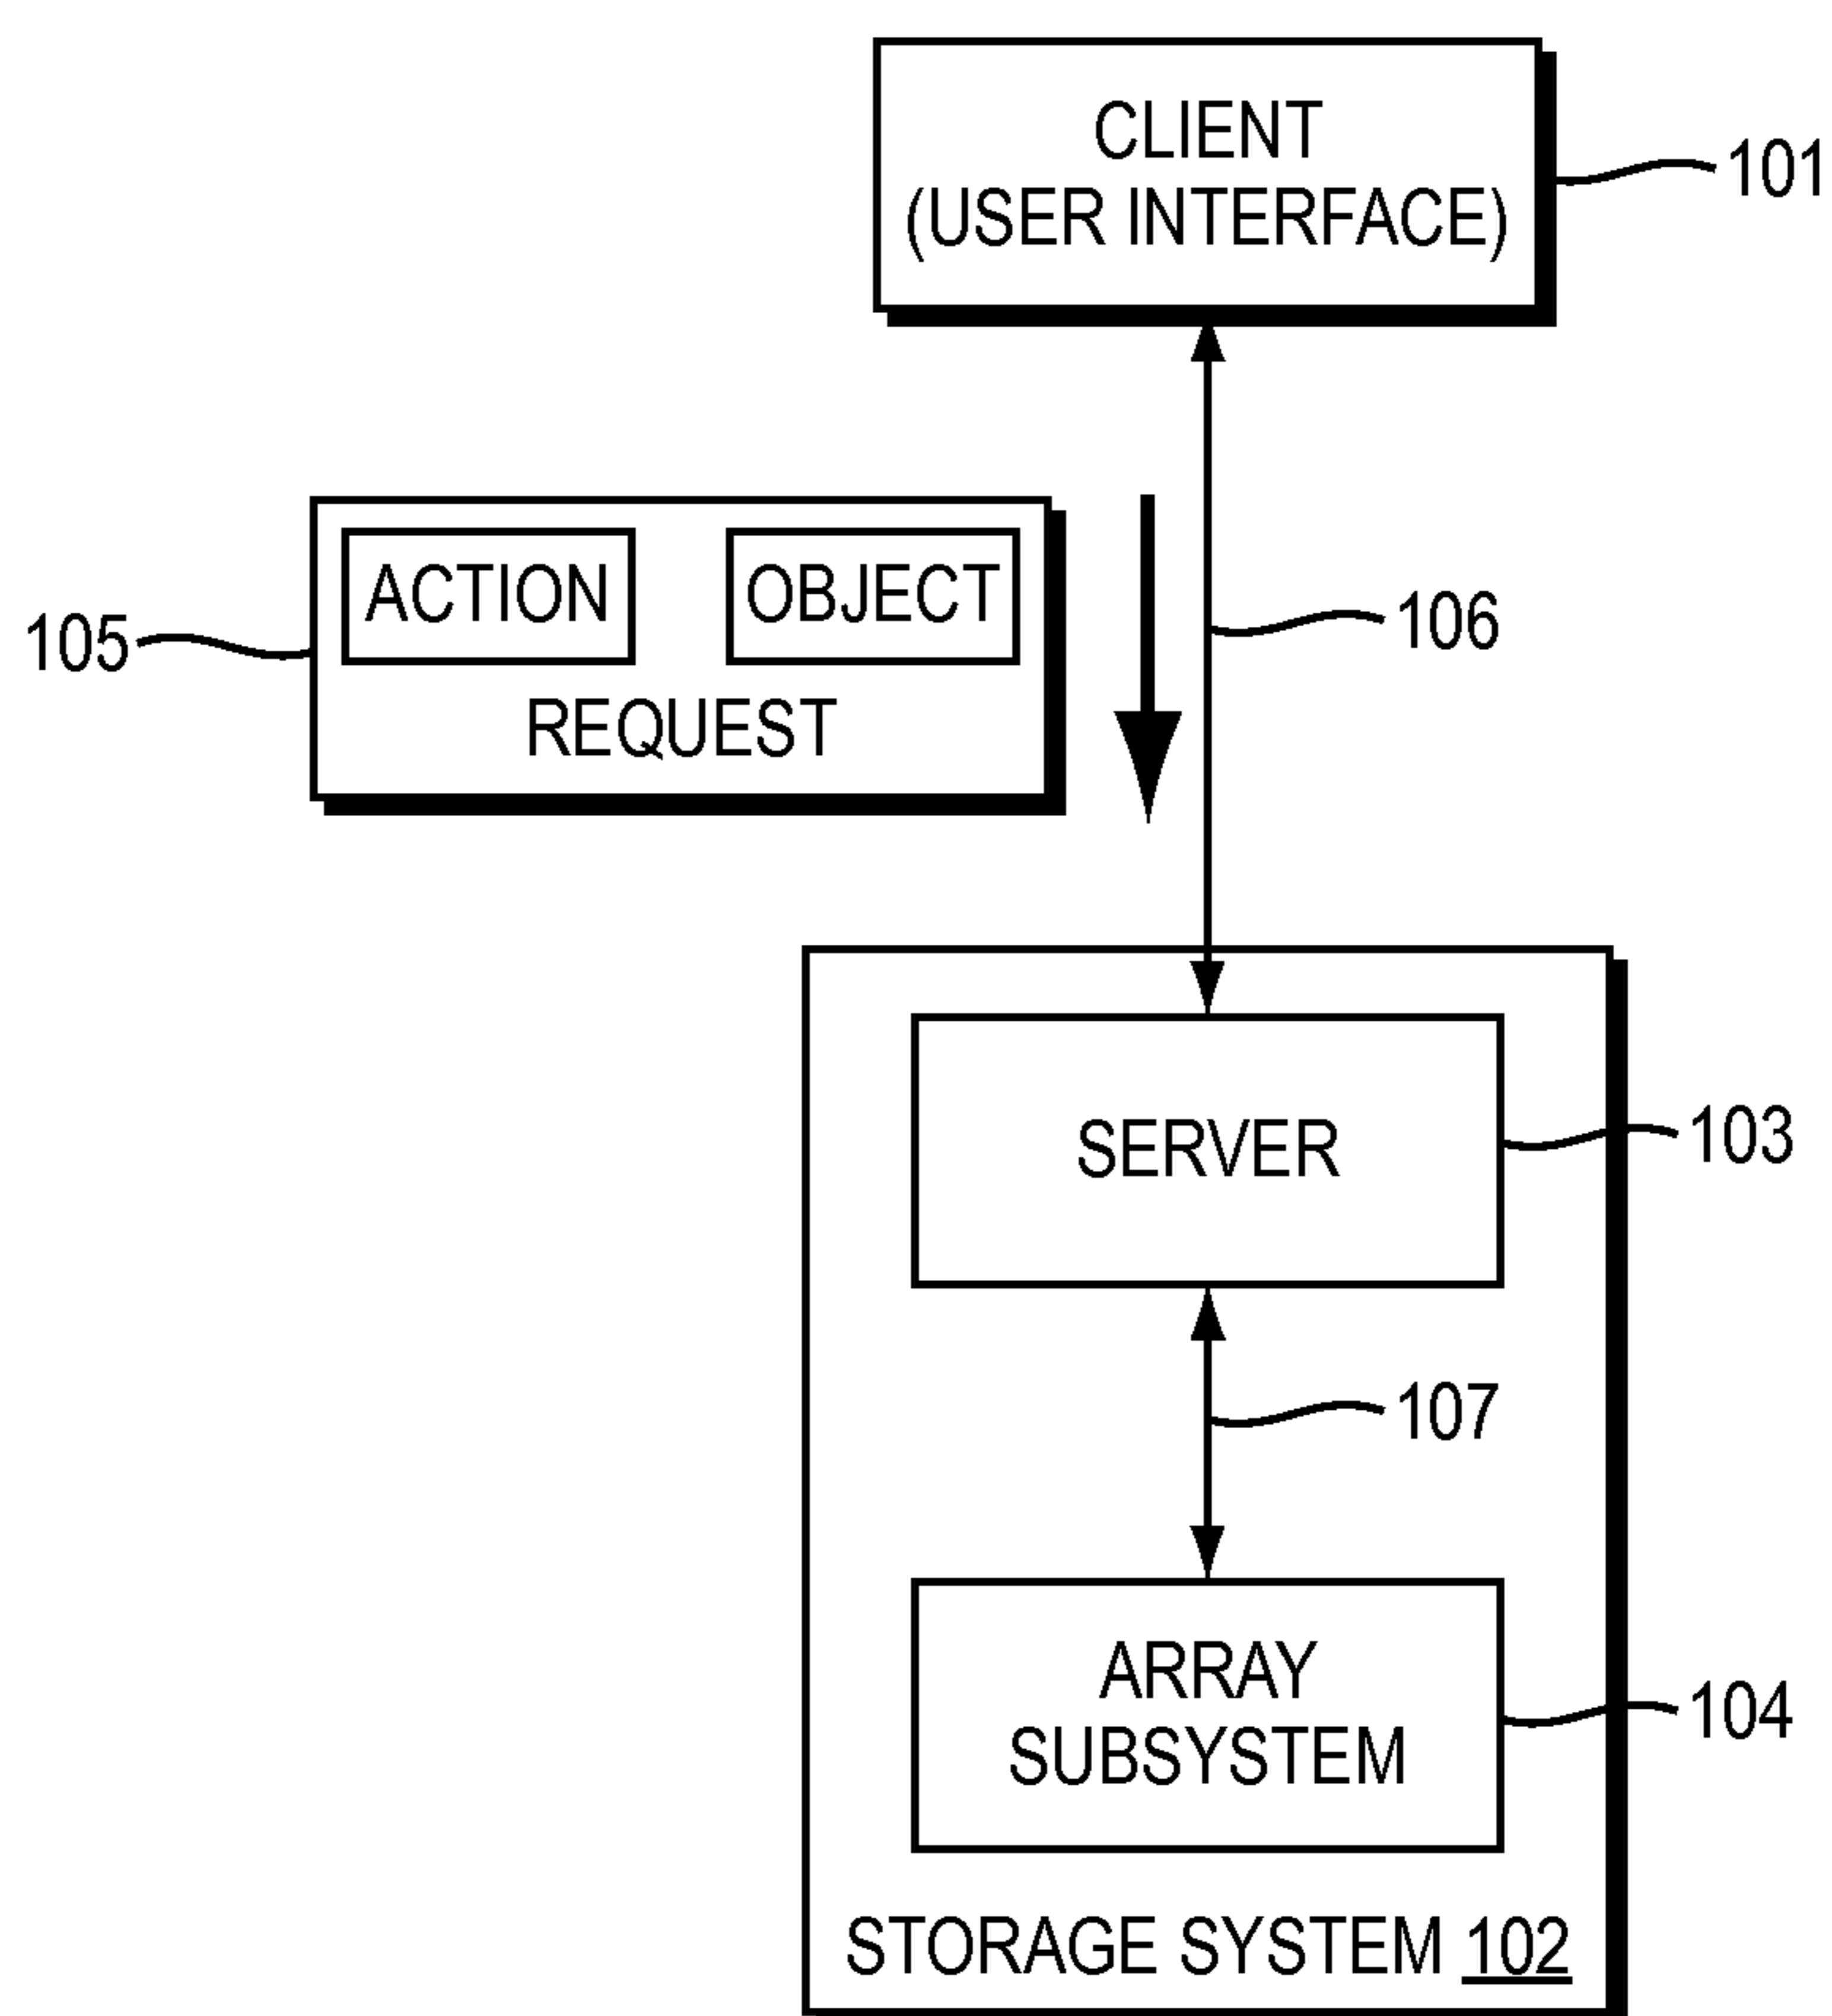 CLIENT
(USER INTERFACE)
101
ACTION
OBJECT
REQUEST
105
106
SERVER
103
107
ARRAY
SUBSYSTEM
104
STORAGE SYSTEM 102